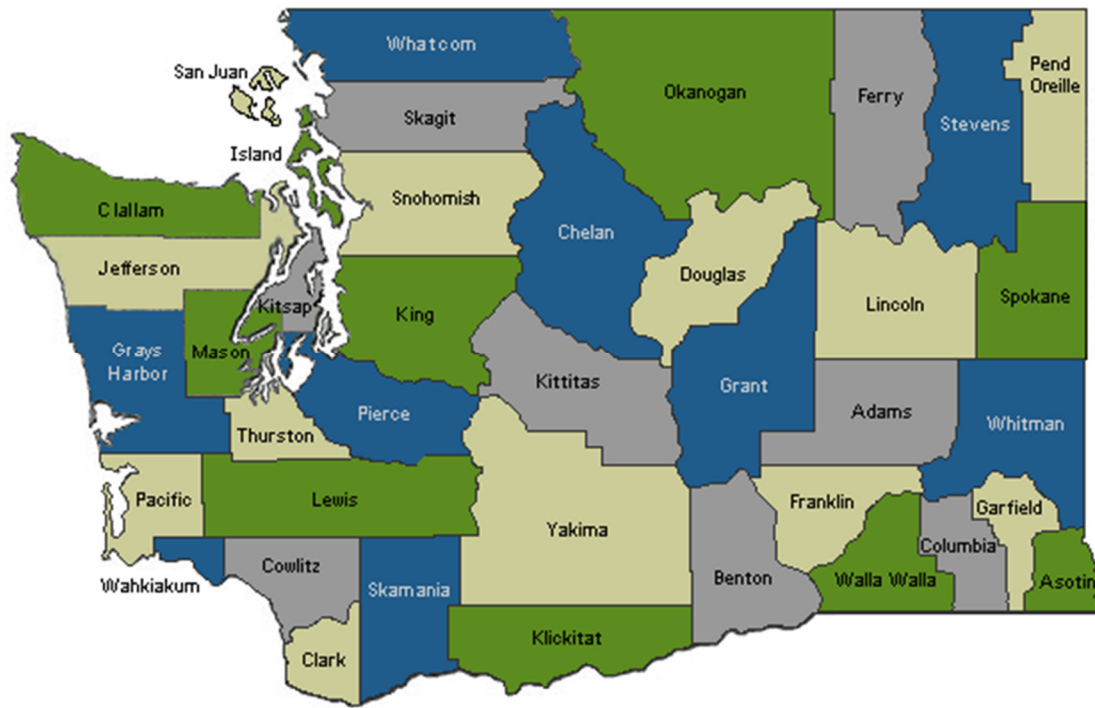 Whatcom
San Juan
Pend
Oreille
Okanogan
Ferry
Skagit
Stevens
Island
Snohomish
Clallam
Chelan
Jefferson
Douglas
Spokane
Lincoln
Kitsap
King
Grays
Harbor
Mason
Kittitas
Grant
Pierce
Adams
Whitman
Thurston
Pacific
Lewis
Franklin
Garfield
Yakima
Columbia
Cowlitz
Wahkiakum
Skamania
Benton
Walla Walla
Asotin
Klickitat
Clark